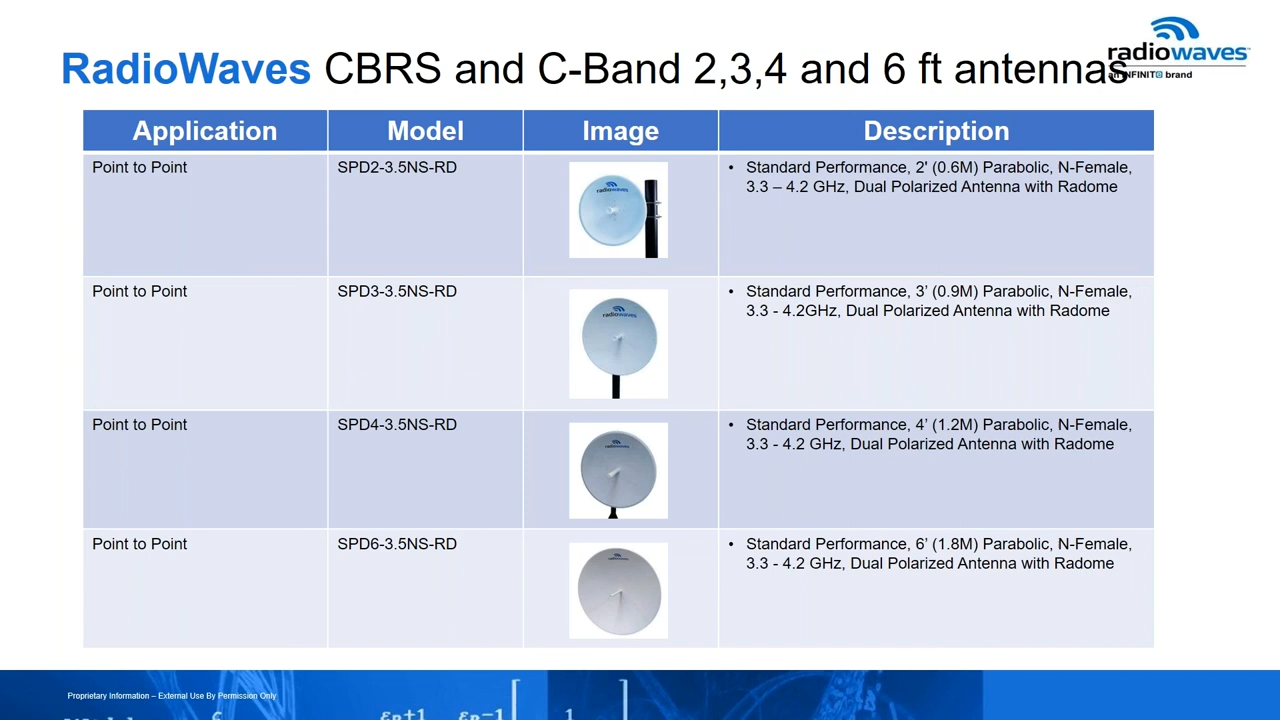 RadioWaves CBRS and C-Band 2,3,4 and 6 ft antennas
radiowaves
an INFINITE brand
Application Model Image Description
Point to Point SPD2-3.5NS-RD radiowaves • Standard Performance, 2' (0.6M) Parabolic, N-Female,
3.3 – 4.2 GHz, Dual Polarized Antenna with Radome
Point to Point SPD3-3.5NS-RD radiowaves • Standard Performance, 3’ (0.9M) Parabolic, N-Female,
3.3 - 4.2GHz, Dual Polarized Antenna with Radome
Point to Point SPD4-3.5NS-RD radiowaves • Standard Performance, 4’ (1.2M) Parabolic, N-Female,
3.3 - 4.2 GHz, Dual Polarized Antenna with Radome
Point to Point SPD6-3.5NS-RD • Standard Performance, 6’ (1.8M) Parabolic, N-Female,
3.3 - 4.2 GHz, Dual Polarized Antenna with Radome
Proprietary Information – External Use By Permission Only